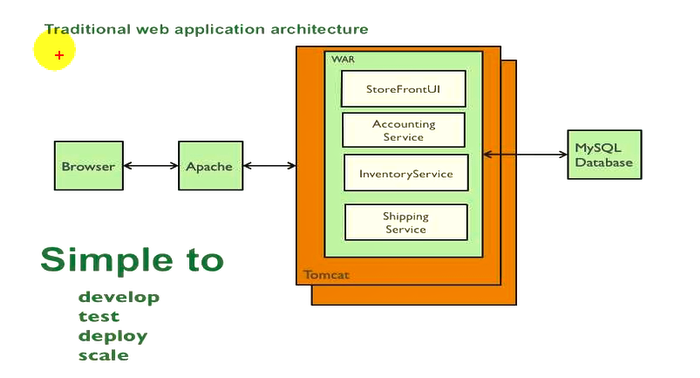 Traditional web application architecture
WAR
StoreFrontUI
Accounting
Service
InventoryService
Shipping
Service
Tomcat
Browser
Apache
MySQL
Database
Simple to
develop
test
deploy
scale